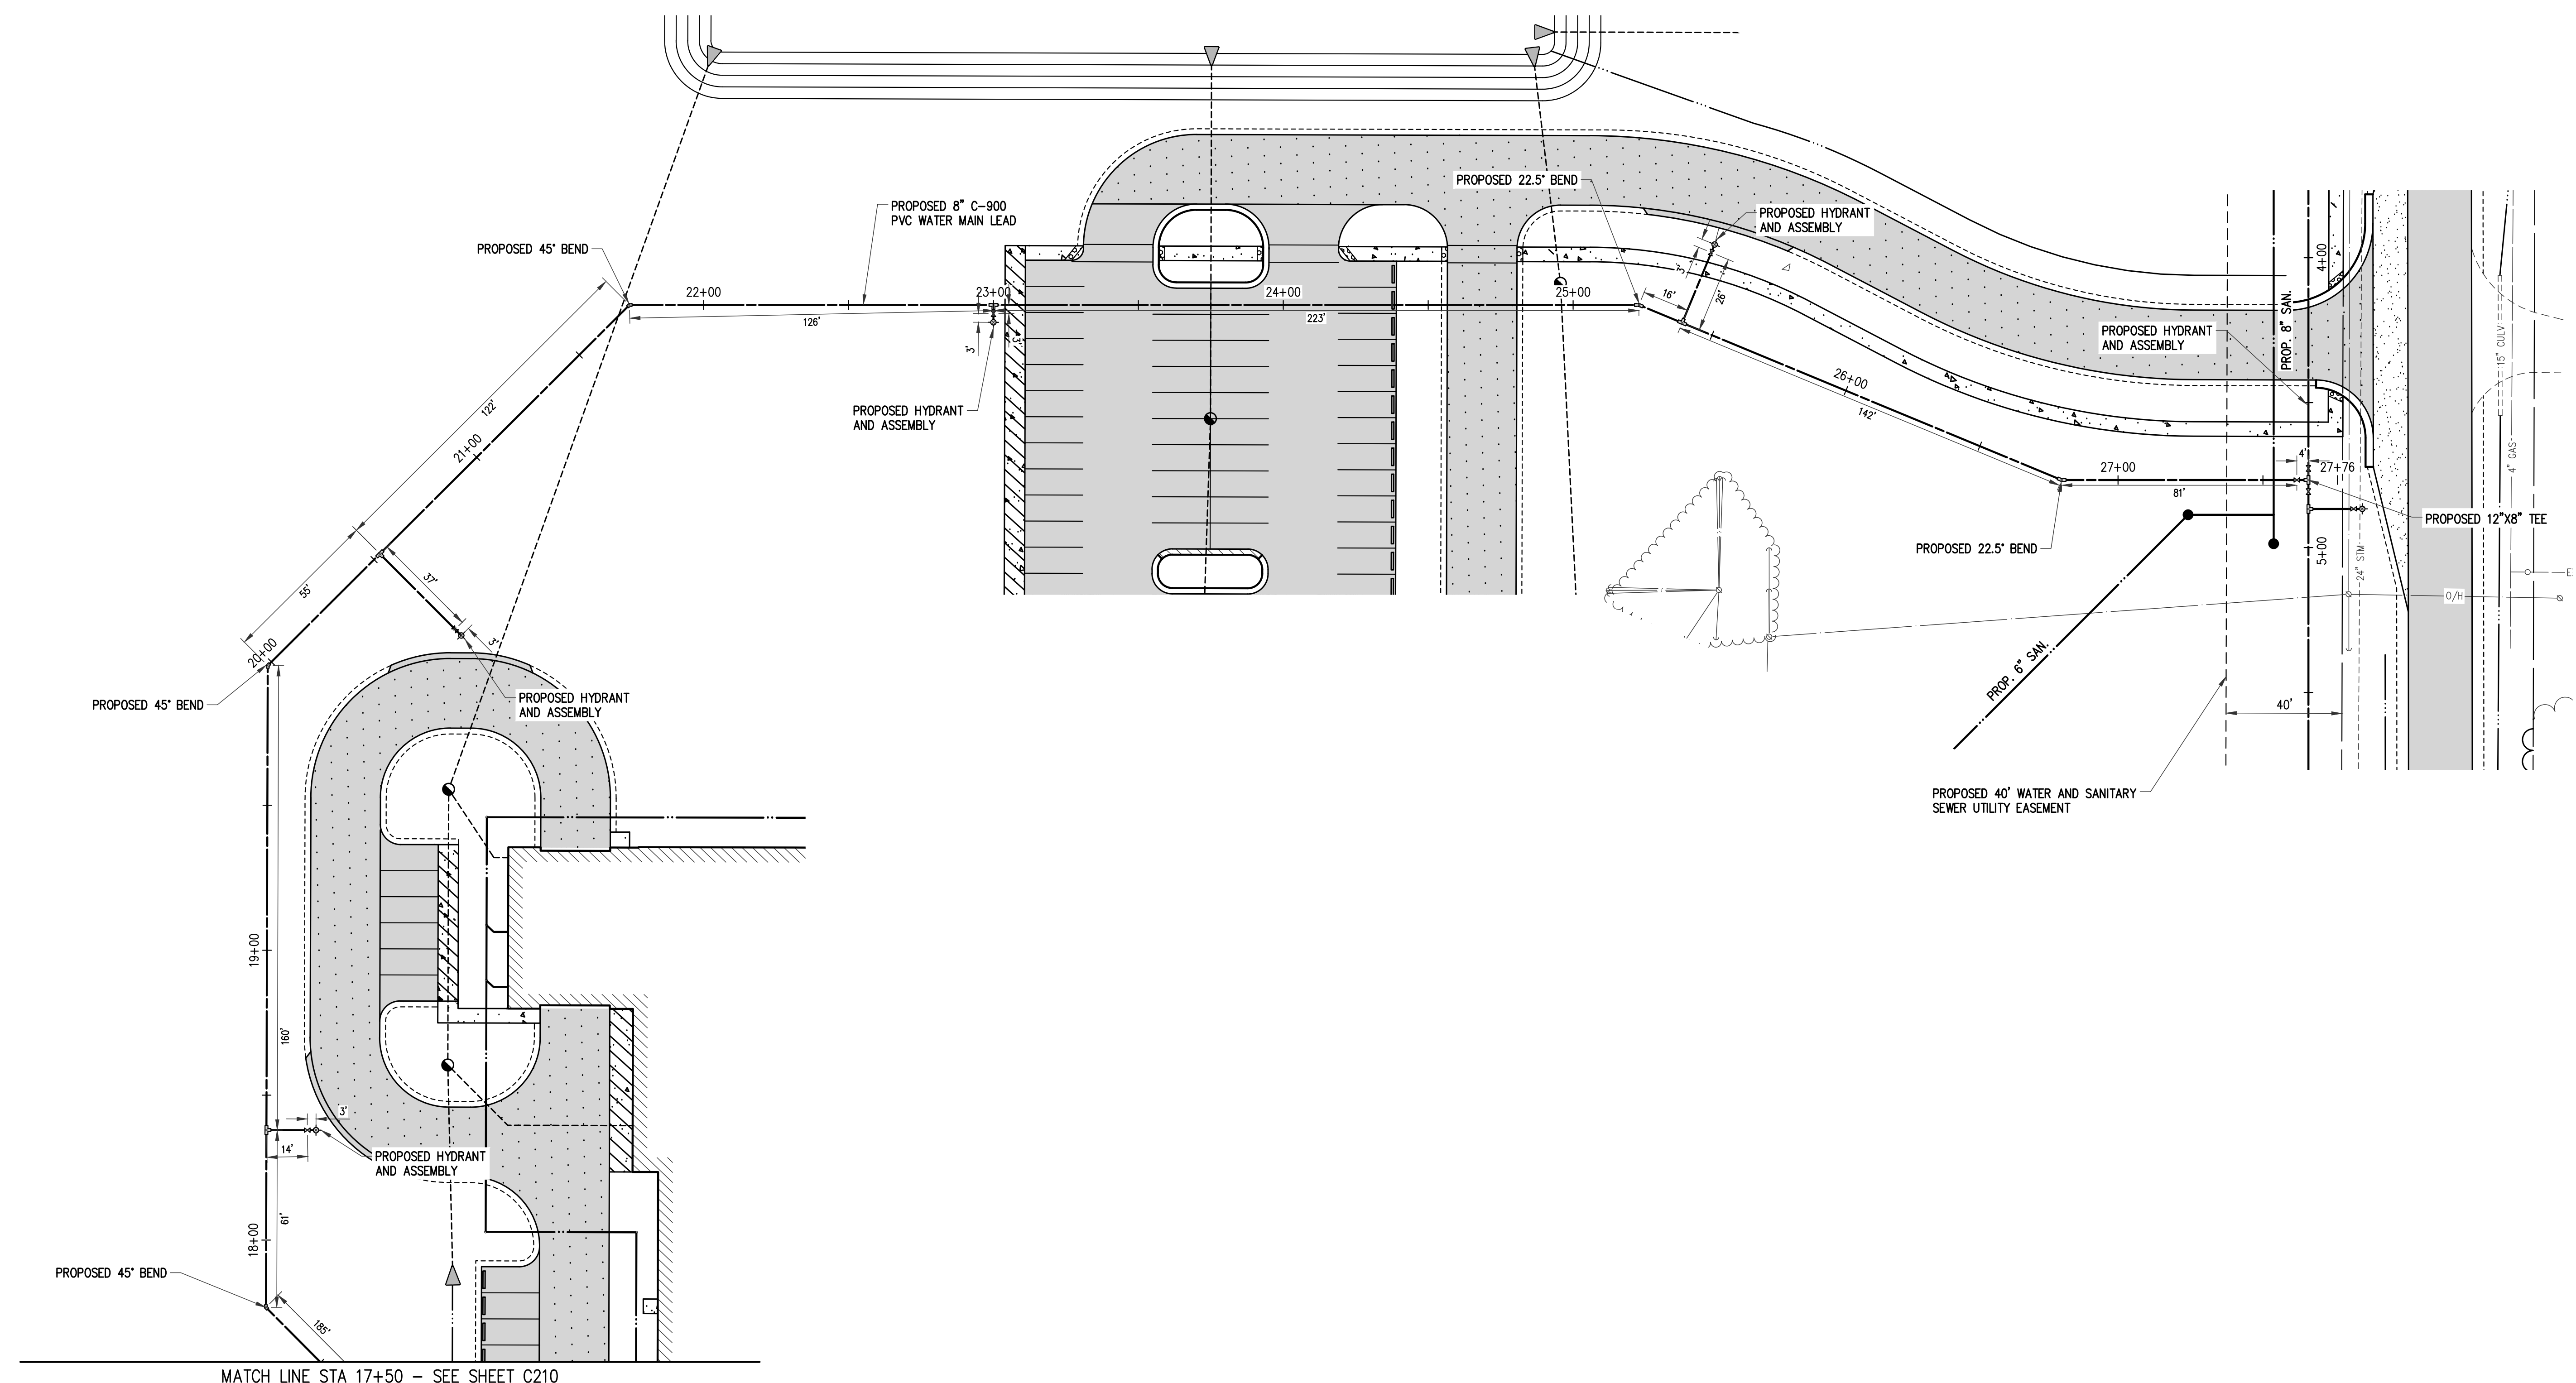 PROPOSED 22.5° BEND
PROPOSED 8" C-900
PVC WATER MAIN LEAD
PROPOSED HYDRANT
AND ASSEMBLY
PROPOSED 45° BEND
22+00
23+00
24+00
25+00
126'
223'
3'
3'
16'
26'
3'
PROPOSED HYDRANT
AND ASSEMBLY
PROPOSED HYDRANT
AND ASSEMBLY
PROP. 8" SAN.
4+00
15" CULV
4" GAS
122'
21+00
26+00
142'
27+00
4'
27+76
81'
PROPOSED 12"X8" TEE
PROPOSED 22.5° BEND
5+00
24" STM
E
O/H
55'
37'
3'
20+00
PROPOSED 45° BEND
PROPOSED HYDRANT
AND ASSEMBLY
PROP. 6" SAN.
40'
PROPOSED 40' WATER AND SANITARY
SEWER UTILITY EASEMENT
19+00
160'
3'
14'
PROPOSED HYDRANT
AND ASSEMBLY
61'
18+00
PROPOSED 45° BEND
185'
MATCH LINE STA 17+50 – SEE SHEET C210